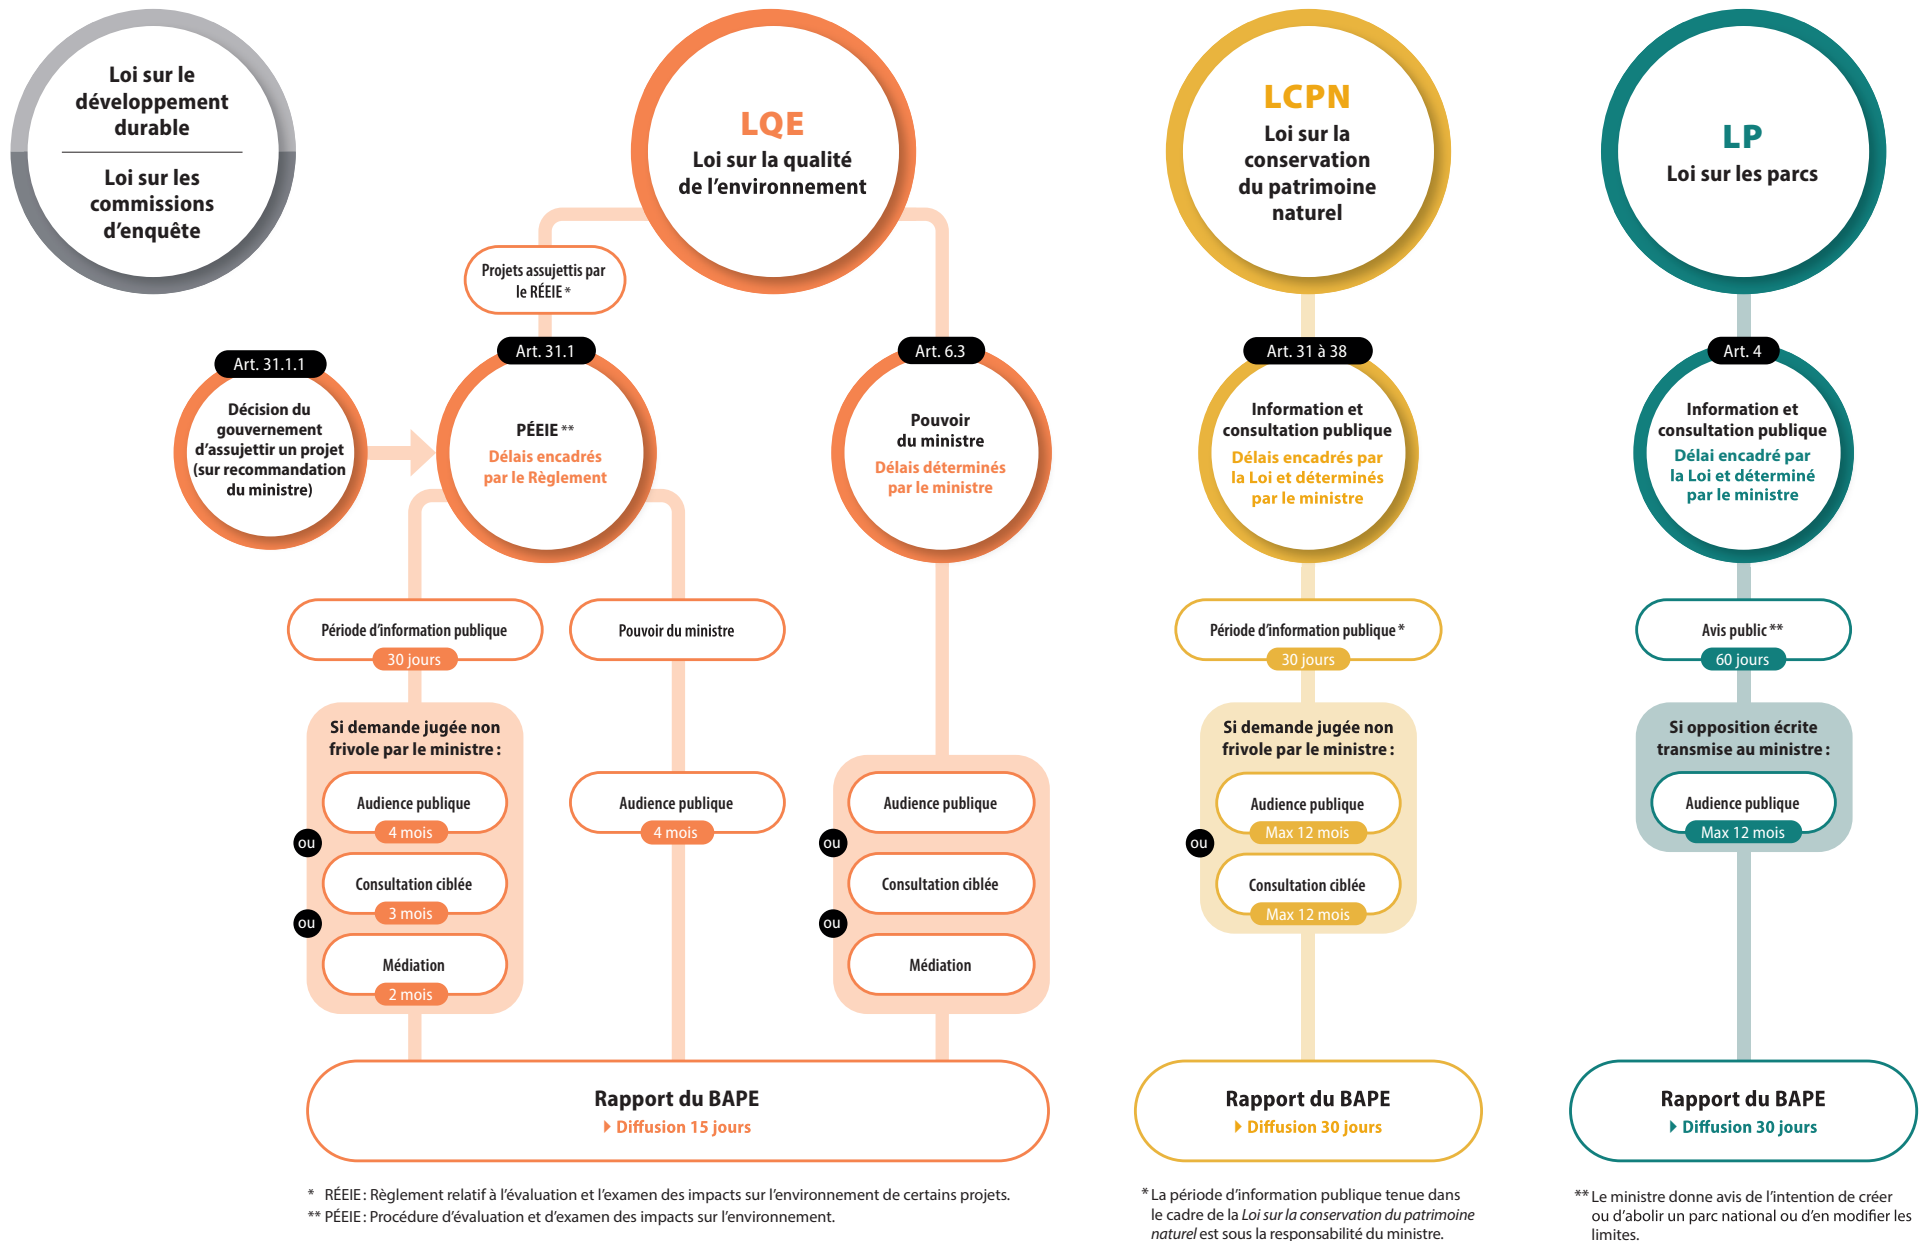 Loi sur le
développement
durable
Loi sur les
commissions
d'enquête
LQE
Loi sur la qualité
de l'environnement
LCPN
Loi sur la
conservation
du patrimoine
naturel
LP
Loi sur les parcs
Projets assujettis par
le RÉEIE *
Art. 31.1.1
Décision du
gouvernement
d'assujettir un projet
(sur recommandation
du ministre)
Art. 31.1
PÉEIE **
Délais encadrés
par le Règlement
Art. 6.3
Pouvoir
du ministre
Délais déterminés
par le ministre
Art. 31 à 38
Information et
consultation publique
Délais encadrés par
la Loi et déterminés
par le ministre
Art. 4
Information et
consultation publique
Délai encadré par
la Loi et déterminé
par le ministre
Période d'information publique
30 jours
Pouvoir du ministre
Période d'information publique *
30 jours
Avis public **
60 jours
Si demande jugée non
frivole par le ministre :
Audience publique
4 mois
ou
Consultation ciblée
3 mois
ou
Médiation
2 mois
Audience publique
4 mois
Audience publique
ou
Consultation ciblée
ou
Médiation
Si demande jugée non
frivole par le ministre :
Audience publique
Max 12 mois
ou
Consultation ciblée
Max 12 mois
Si opposition écrite
transmise au ministre :
Audience publique
Max 12 mois
Rapport du BAPE
Diffusion 15 jours
Rapport du BAPE
Diffusion 30 jours
Rapport du BAPE
Diffusion 30 jours
* RÉEIE : Règlement relatif à l'évaluation et l'examen des impacts sur l'environnement de certains projets.
** PÉEIE : Procédure d'évaluation et d'examen des impacts sur l'environnement.
* La période d'information publique tenue dans
le cadre de la Loi sur la conservation du patrimoine
naturel est sous la responsabilité du ministre.
** Le ministre donne avis de l'intention de créer
ou d'abolir un parc national ou d'en modifier les
limites.